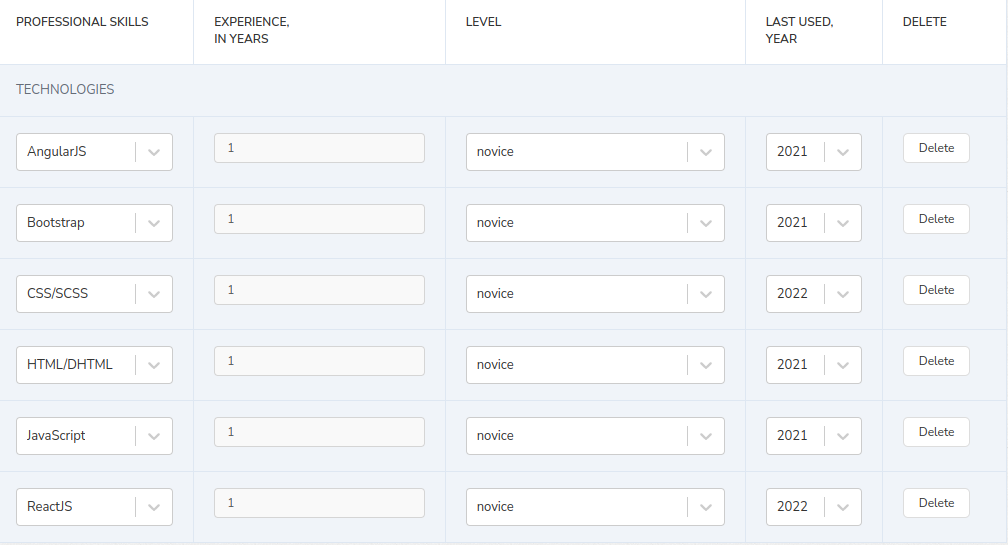 PROFESSIONAL SKILLS EXPERIENCE, IN YEARS LEVEL LAST USED, YEAR DELETE
TECHNOLOGIES
AngularJS 1 novice 2021 Delete
Bootstrap 1 novice 2021 Delete
CSS/SCSS 1 novice 2022 Delete
HTML/DHTML 1 novice 2021 Delete
JavaScript 1 novice 2021 Delete
ReactJS 1 novice 2022 Delete